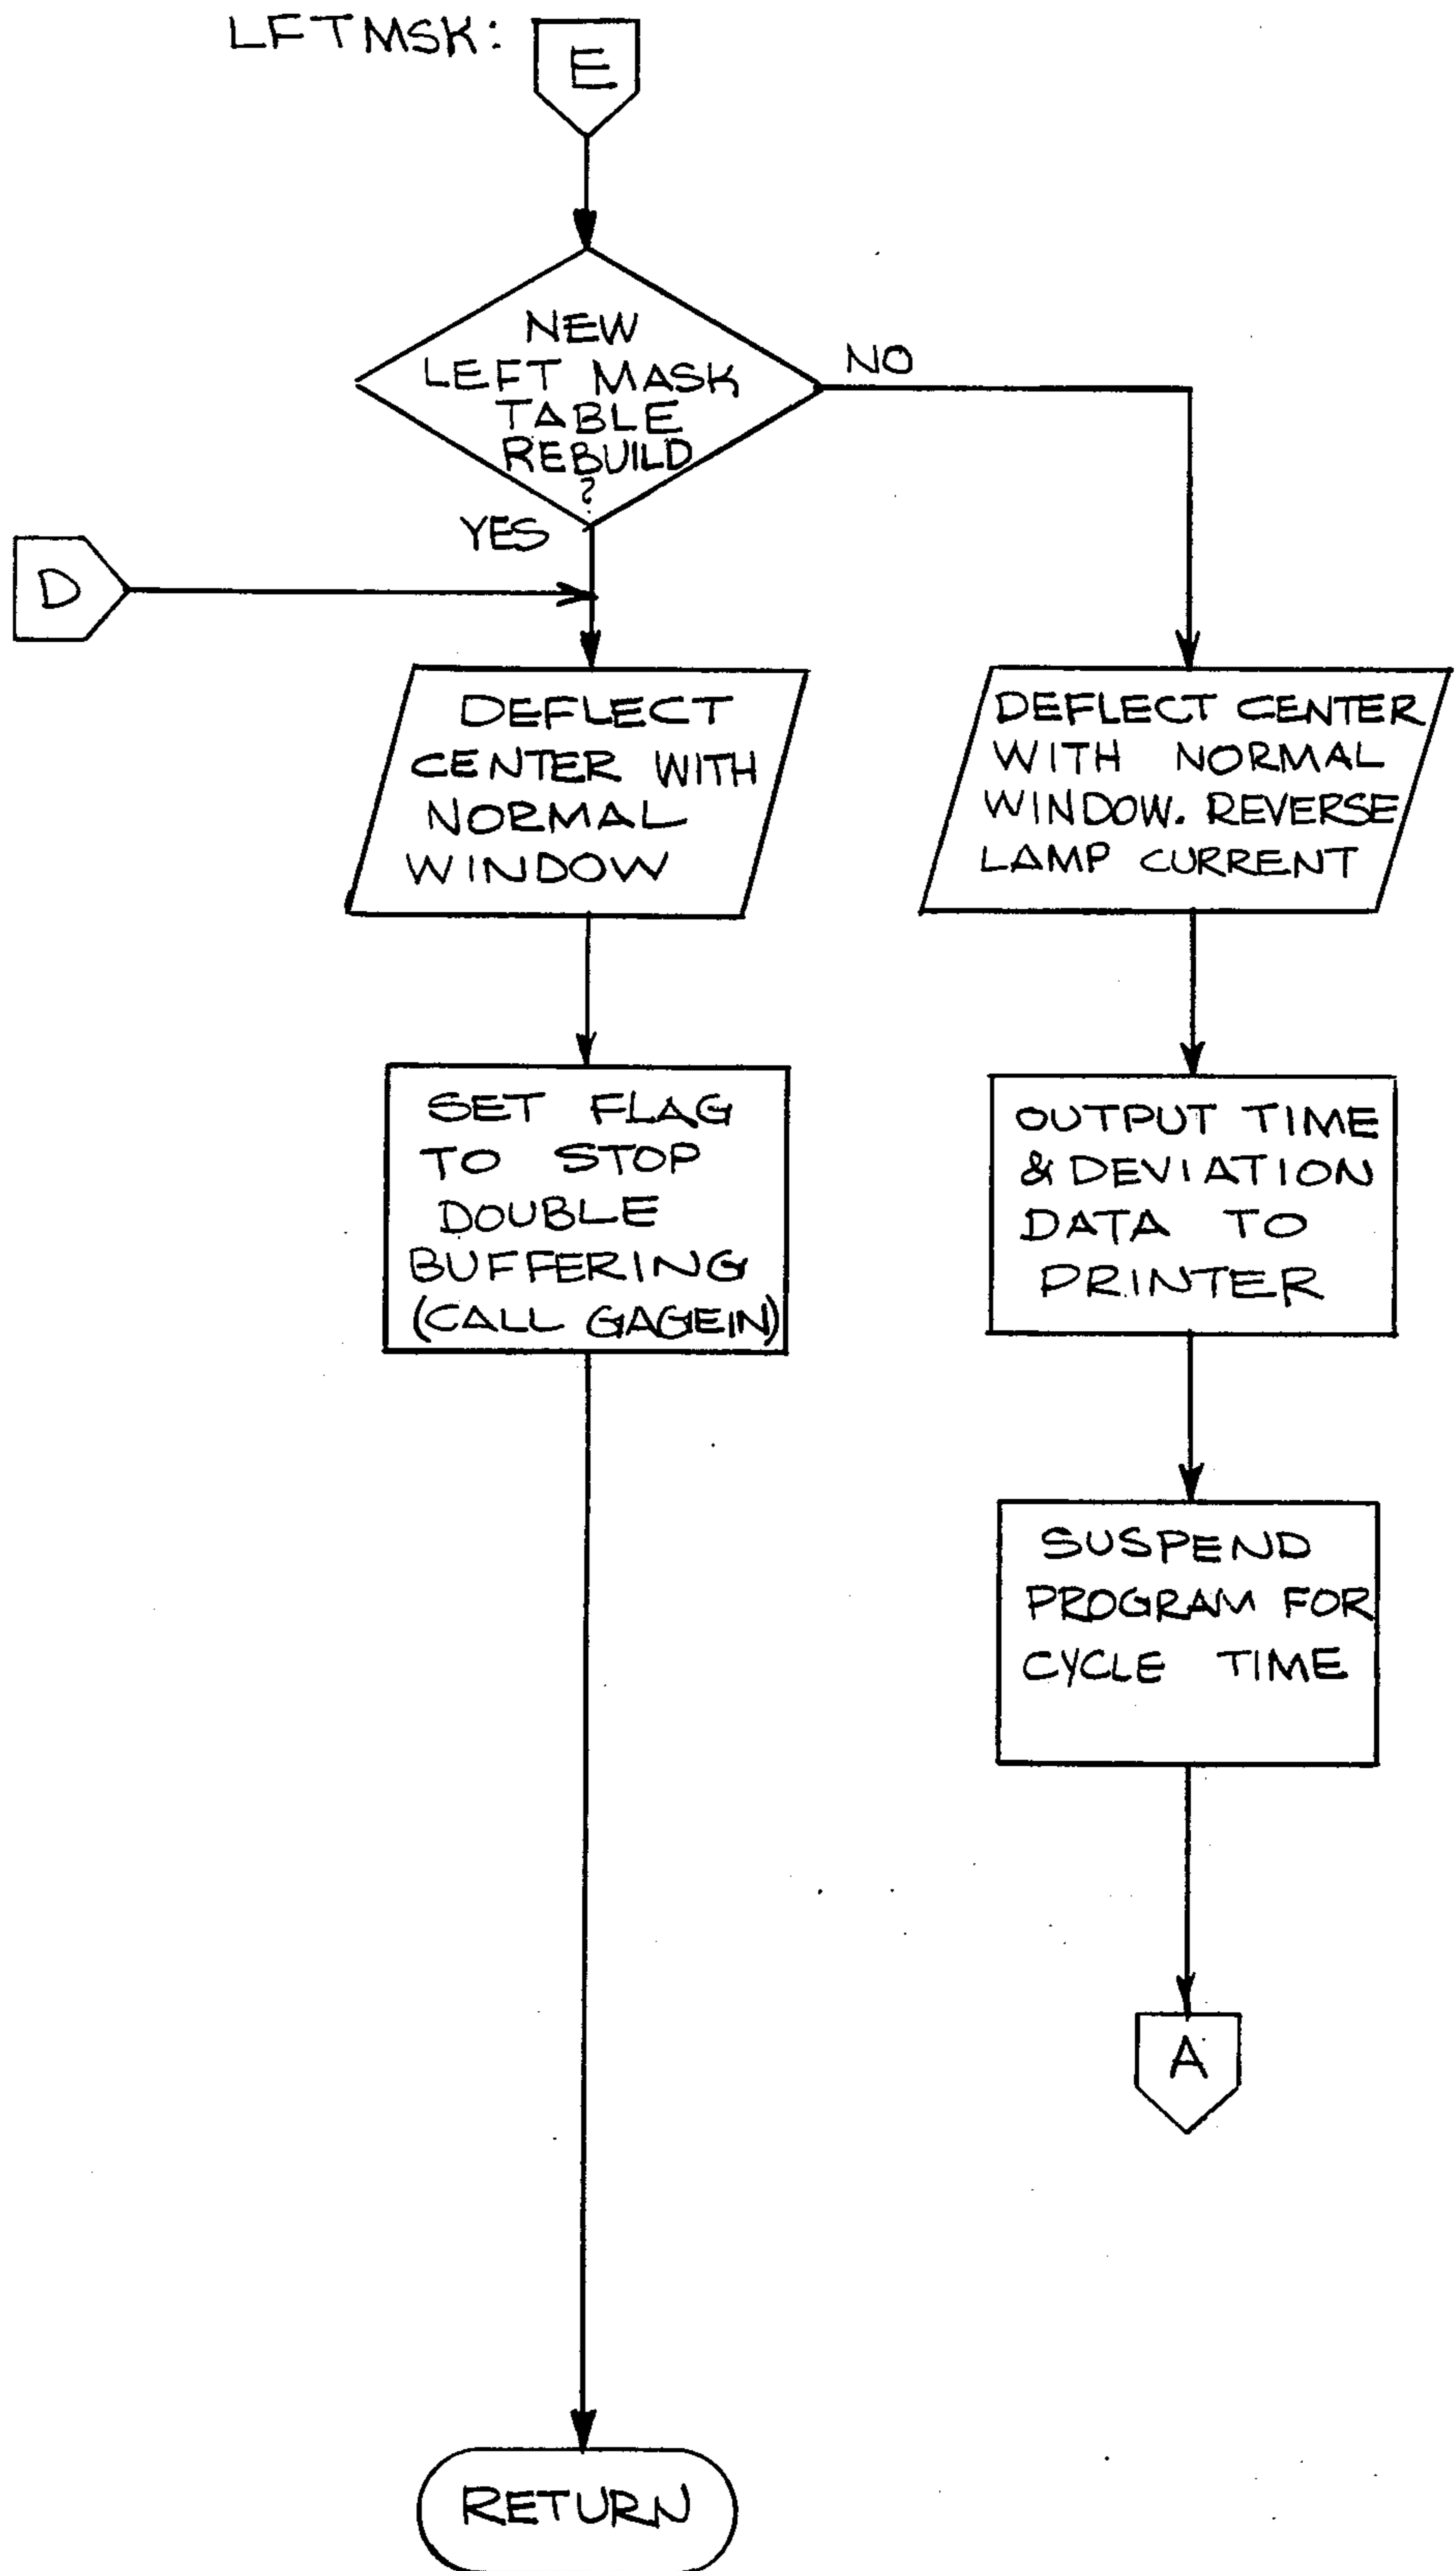 LFTMSK:
E
NEW
LEFT MASK
TABLE
REBUILD
?
NO
YES
D
DEFLECT
CENTER WITH
NORMAL
WINDOW
DEFLECT CENTER
WITH NORMAL
WINDOW. REVERSE
LAMP CURRENT
SET FLAG
TO STOP
DOUBLE
BUFFERING
(CALL GAGEIN)
OUTPUT TIME
& DEVIATION
DATA TO
PRINTER
SUSPEND
PROGRAM FOR
CYCLE TIME
A
RETURN